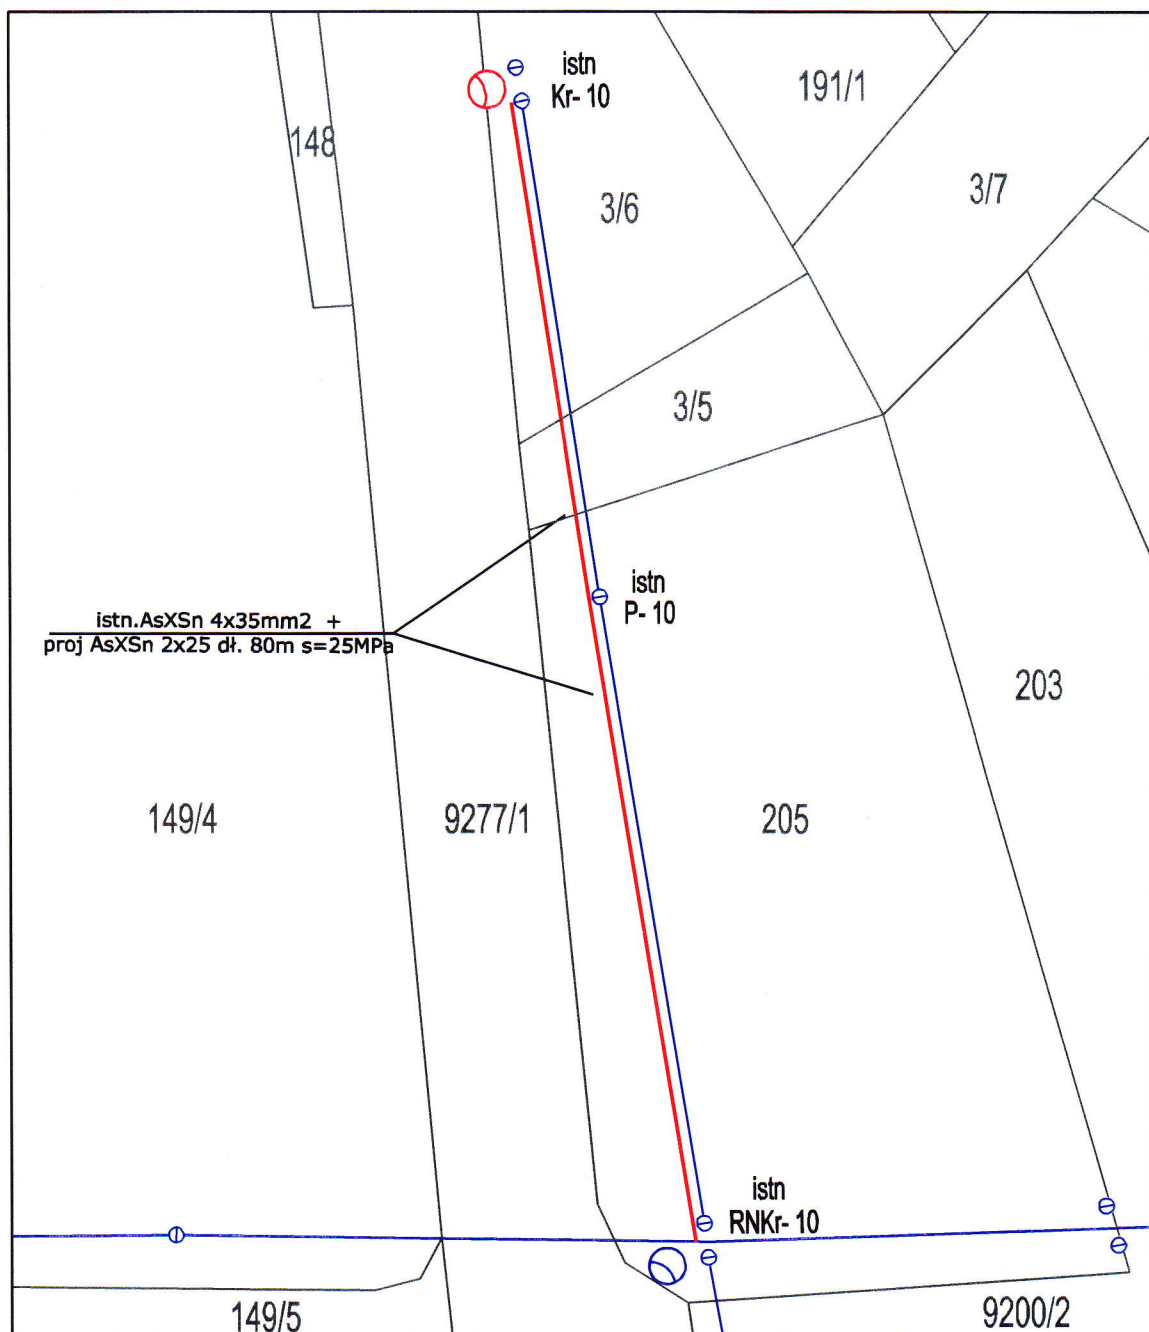 istn
Kr- 10
191/1
148
3/7
3/6
3/5
istn
P- 10
istn.AsXSn 4x35mm2 +
proj AsXSn 2x25 dł. 80m s=25MPa
203
149/4
9277/1
205
istn
RNKr- 10
149/5
9200/2